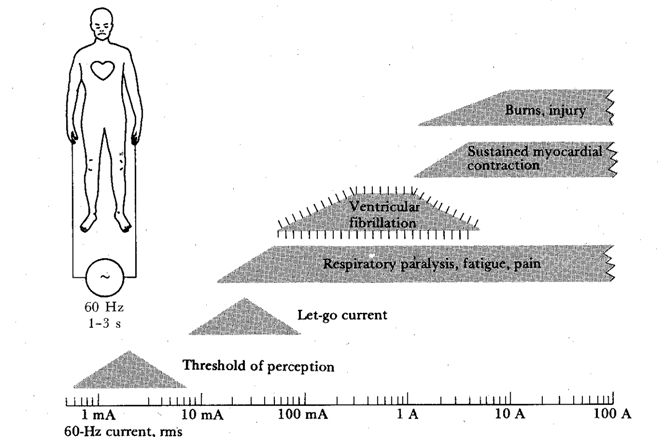 Burns, injury
Sustained myocardial
contraction
Ventricular
fibrillation
Respiratory paralysis, fatigue, pain
~
60 Hz
1-3 s
Let-go current
Threshold of perception
1 mA 10 mA 100 mA 1 A 10 A 100 A
60-Hz current, rms